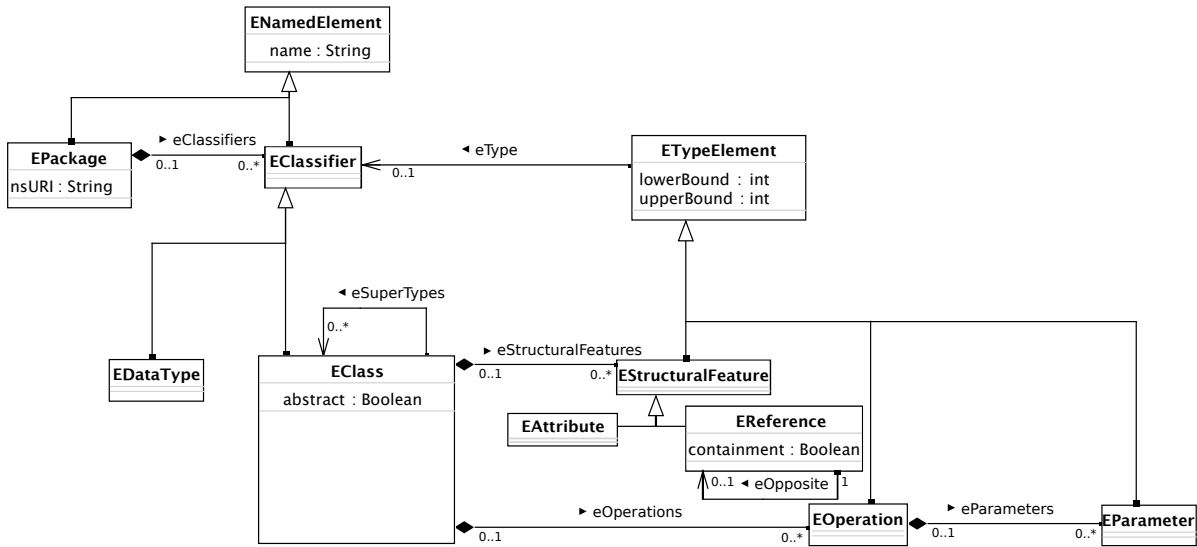 ENamedElement
name : String
► eClassifiers
0..1
0..*
EPackage
nsURI : String
EClassifier
◄ eType
0..1
ETypeElement
lowerBound : int
upperBound : int
◄ eSuperTypes
0..*
EDataType
EClass
abstract : Boolean
► eStructuralFeatures
0..1
0..*
EStructuralFeature
EAttribute
EReference
containment : Boolean
0..1
◄ eOpposite
1
► eOperations
0..1
0..*
EOperation
► eParameters
0..1
0..*
EParameter